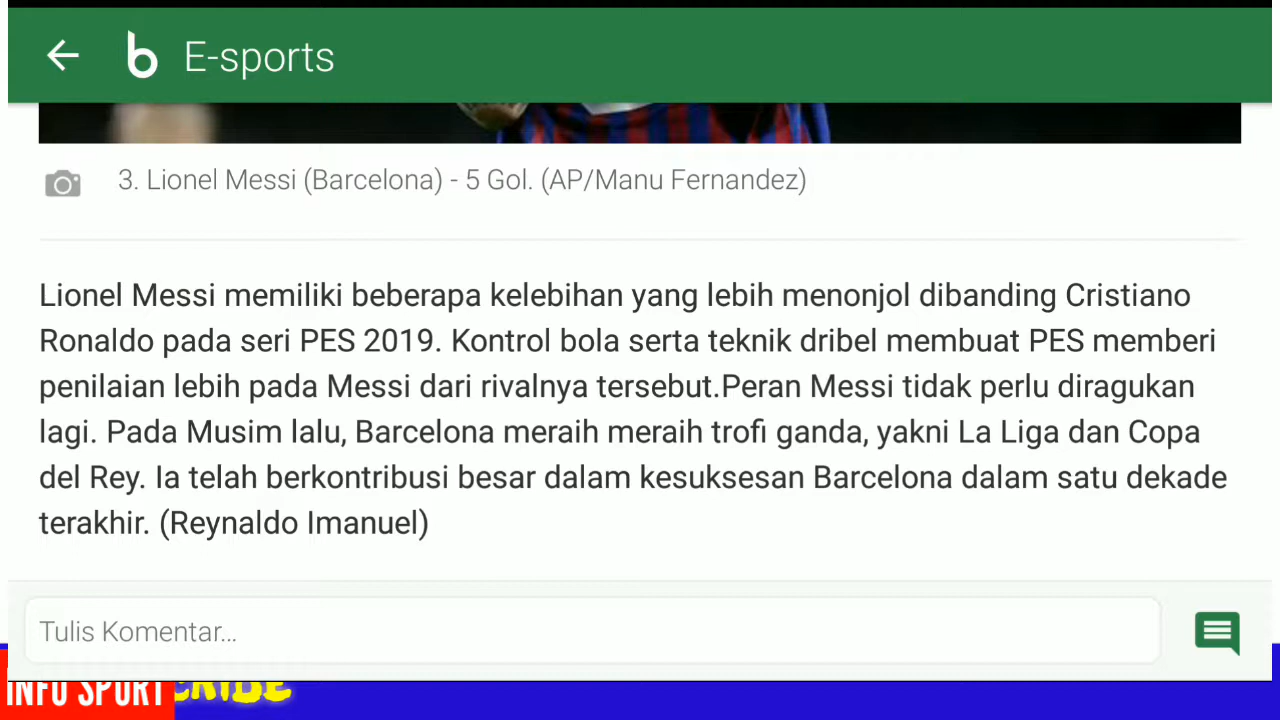 b E-sports
3. Lionel Messi (Barcelona) - 5 Gol. (AP/Manu Fernandez)
Lionel Messi memiliki beberapa kelebihan yang lebih menonjol dibanding Cristiano
Ronaldo pada seri PES 2019. Kontrol bola serta teknik dribel membuat PES memberi
penilaian lebih pada Messi dari rivalnya tersebut.Peran Messi tidak perlu diragukan
lagi. Pada Musim lalu, Barcelona meraih meraih trofi ganda, yakni La Liga dan Copa
del Rey. Ia telah berkontribusi besar dalam kesuksesan Barcelona dalam satu dekade
terakhir. (Reynaldo Imanuel)
Tulis Komentar...
INFO SPORT